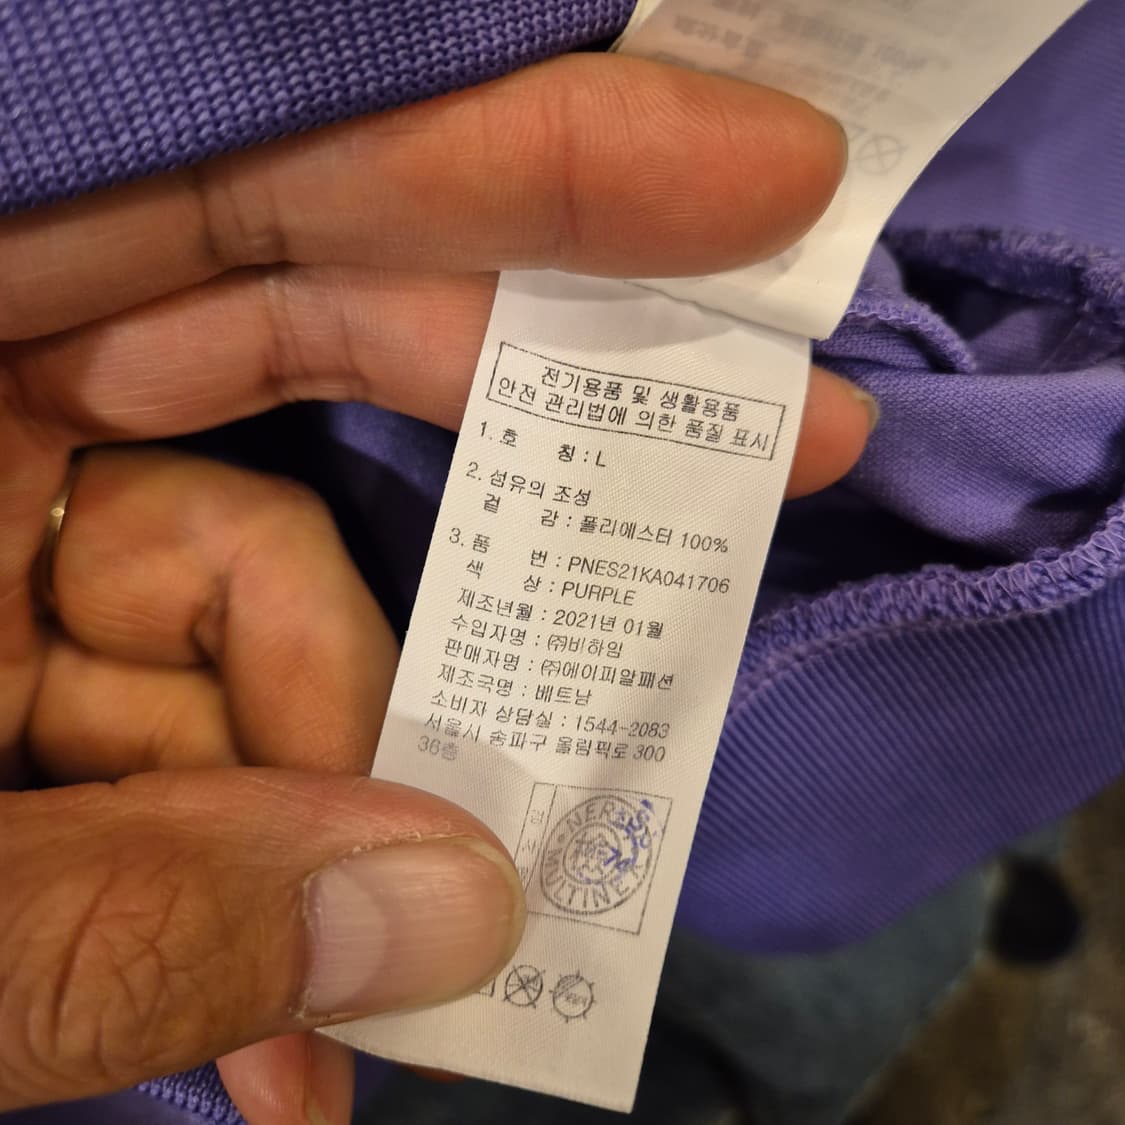 전기용품 및 생활용품
안전 관리법에 의한 품질 표시
1. 호 칭 : L
2. 섬유의 조성
겉 감 : 폴리에스터 100%
3. 품 번 : PNES21KA041706
색 상 : PURPLE
제조년월 : 2021년 01월
수입자명 : ㈜비하임
판매자명 : ㈜에이피알패션
제조국명 : 베트남
소비자 상담실 : 1544-2083
서울시 송파구 올림픽로 300
36층
검
사